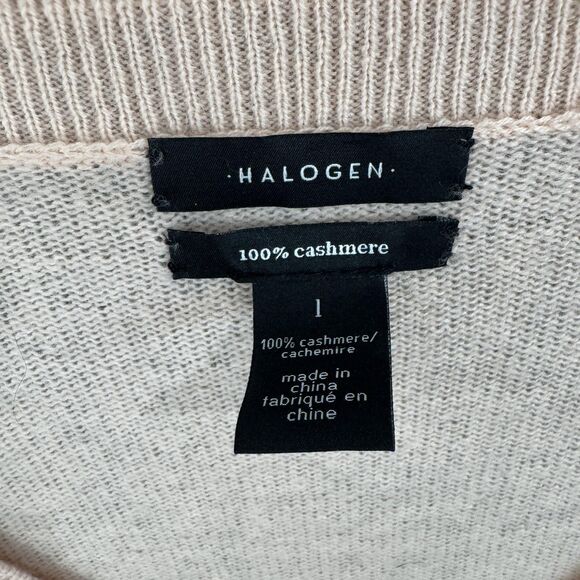 ·HALOGEN·
100% cashmere
l
100% cashmere/
cachemire
made in
china
fabriqué en
chine